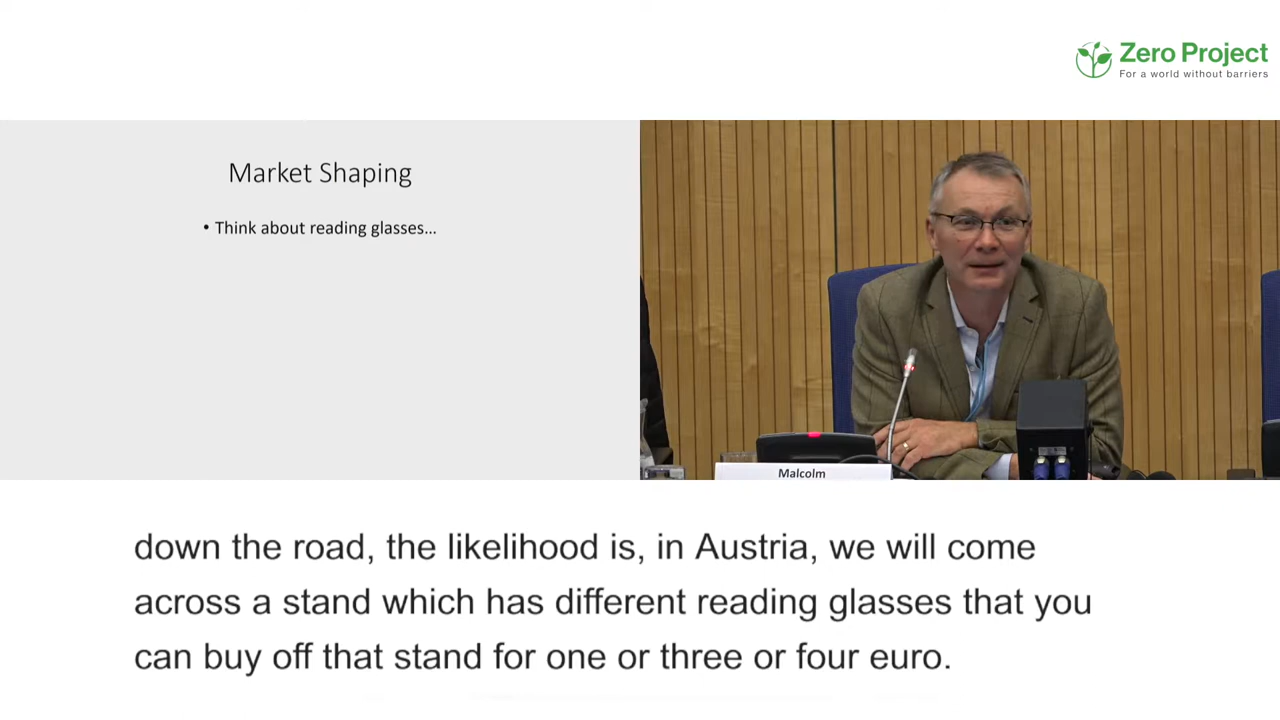 Zero Project
For a world without barriers
Market Shaping
• Think about reading glasses...
Malcolm
down the road, the likelihood is, in Austria, we will come
across a stand which has different reading glasses that you
can buy off that stand for one or three or four euro.